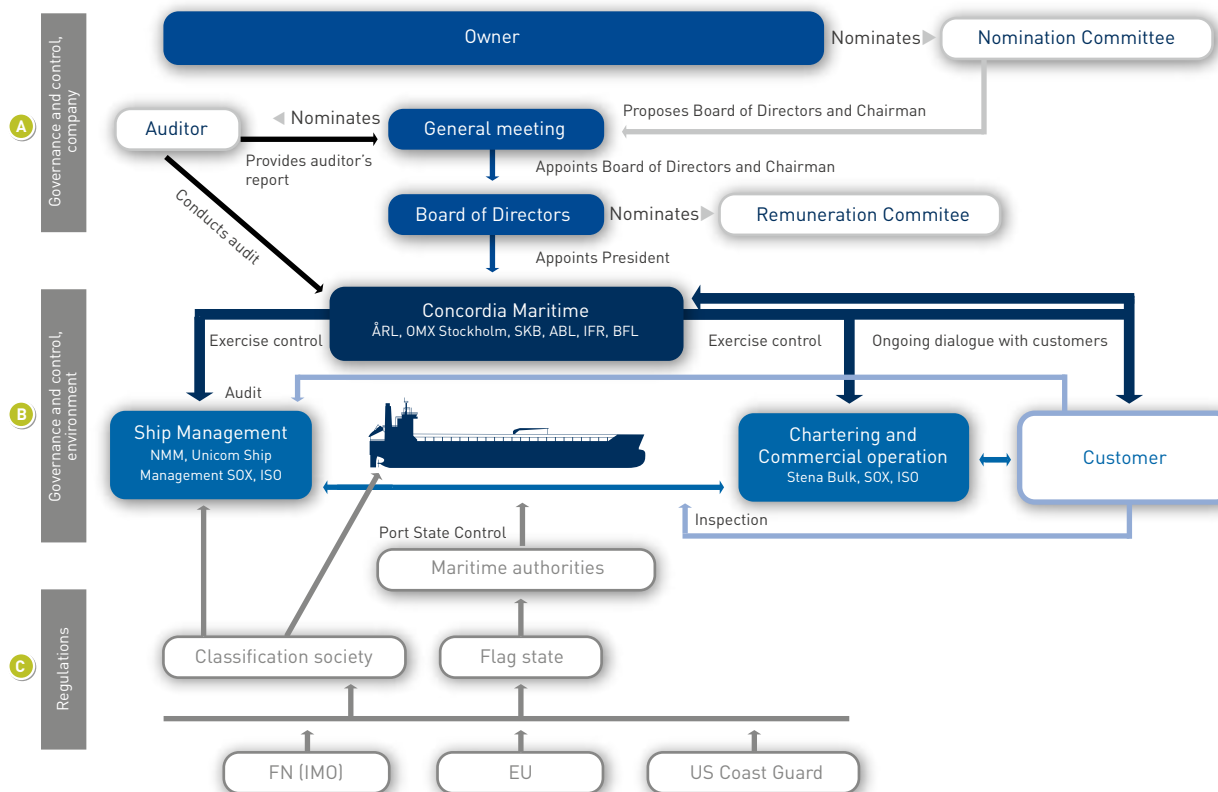 Owner
Nominates
Nomination Committee
A
Governance and control,
company
Proposes Board of Directors and Chairman
Auditor
Nominates
General meeting
Provides auditor's
report
Appoints Board of Directors and Chairman
Conducts audit
Board of Directors
Nominates
Remuneration Commitee
Appoints President
B
Governance and control,
environment
Concordia Maritime
ÅRL, OMX Stockholm, SKB, ABL, IFR, BFL
Exercise control
Exercise control
Ongoing dialogue with customers
Audit
Ship Management
NMM, Unicom Ship
Management SOX, ISO
Chartering and
Commercial operation
Stena Bulk, SOX, ISO
Customer
Inspection
Port State Control
Maritime authorities
C
Regulations
Classification society
Flag state
FN (IMO)
EU
US Coast Guard